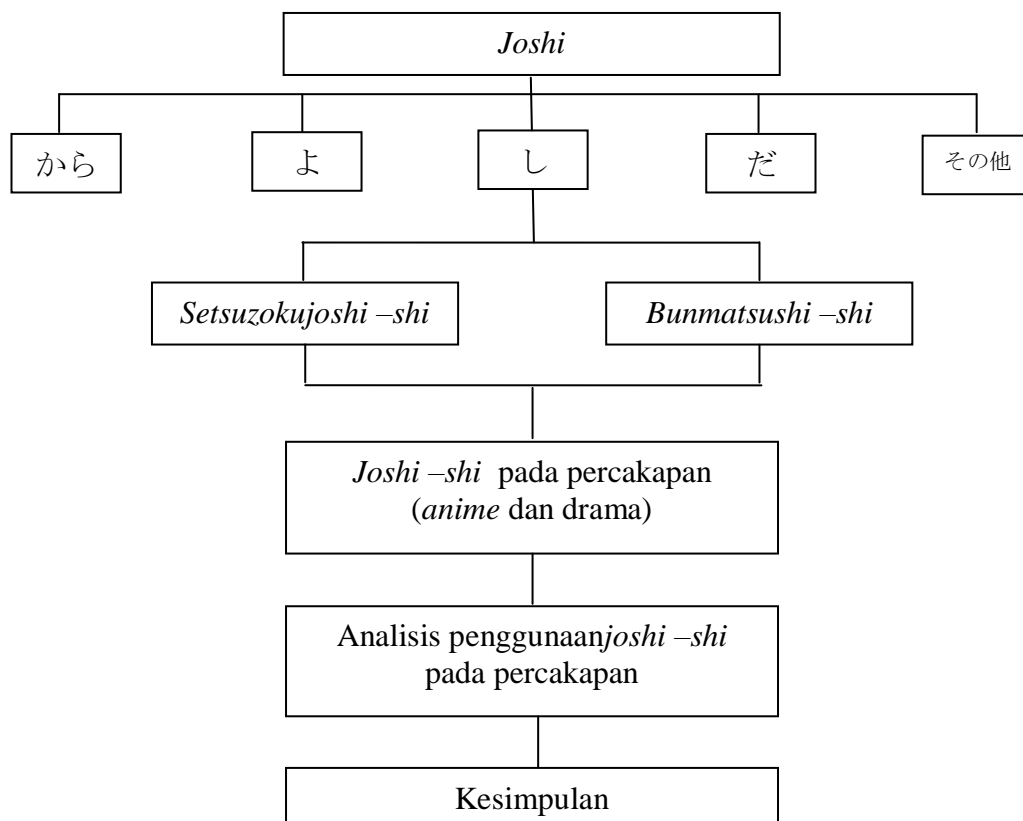 Joshi
から
よ
し
だ
その他
Setsuzokujoshi –shi
Bunmatsushi –shi
Joshi –shi pada percakapan
(anime dan drama)
Analisis penggunaanjoshi –shi
pada percakapan
Kesimpulan